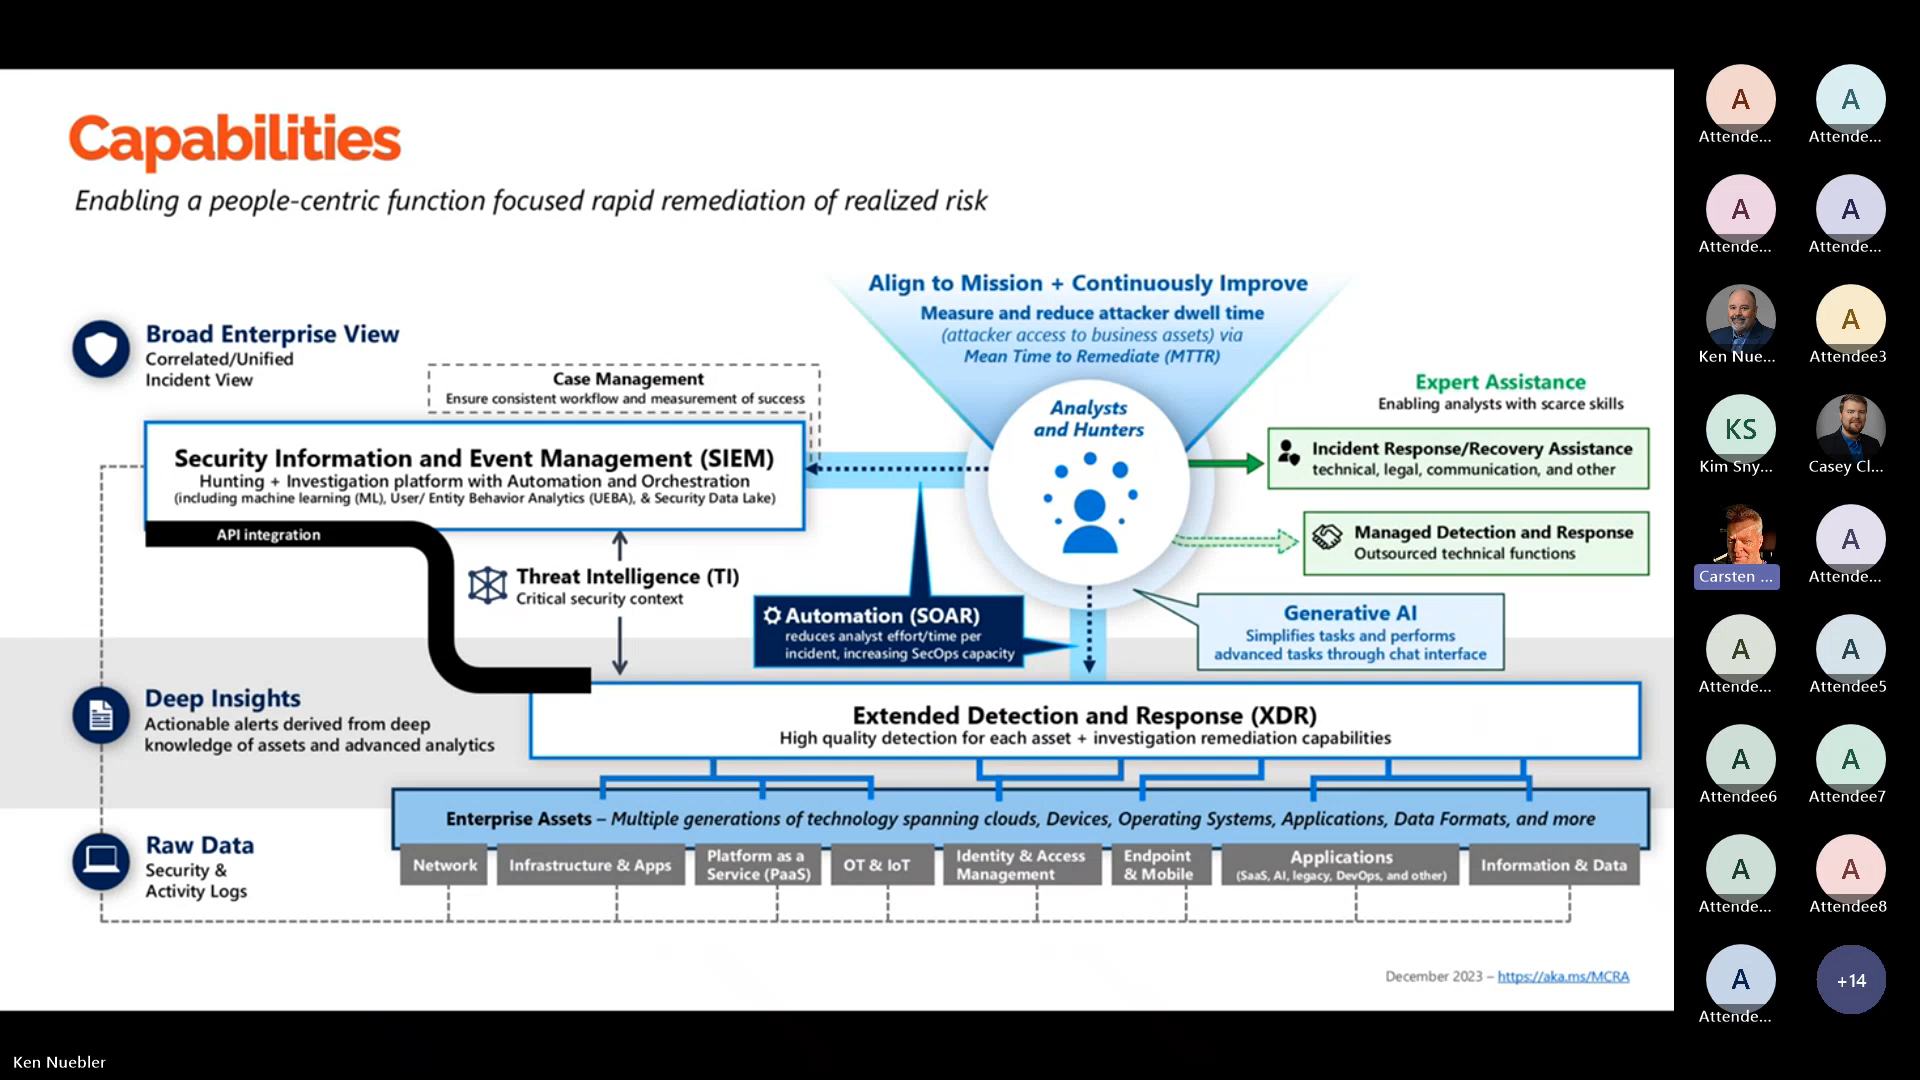 Capabilities
Enabling a people-centric function focused rapid remediation of realized risk
Align to Mission + Continuously Improve
Measure and reduce attacker dwell time
(attacker access to business assets) via
Mean Time to Remediate (MTTR)
Broad Enterprise View
Correlated/Unified
Incident View
Case Management
Ensure consistent workflow and measurement of success
Analysts
and Hunters
Expert Assistance
Enabling analysts with scarce skills
Security Information and Event Management (SIEM)
Hunting + Investigation platform with Automation and Orchestration
(including machine learning (ML), User/ Entity Behavior Analytics (UEBA), & Security Data Lake)
API integration
Incident Response/Recovery Assistance
technical, legal, communication, and other
Managed Detection and Response
Outsourced technical functions
Threat Intelligence (TI)
Critical security context
Automation (SOAR)
reduces analyst effort/time per
incident, increasing SecOps capacity
Generative AI
Simplifies tasks and performs
advanced tasks through chat interface
Deep Insights
Actionable alerts derived from deep
knowledge of assets and advanced analytics
Extended Detection and Response (XDR)
High quality detection for each asset + investigation remediation capabilities
Enterprise Assets – Multiple generations of technology spanning clouds, Devices, Operating Systems, Applications, Data Formats, and more
Raw Data
Security &
Activity Logs
Network
Infrastructure & Apps
Platform as a
Service (PaaS)
OT & IoT
Identity & Access
Management
Endpoint
& Mobile
Applications
(SaaS, AI, legacy, DevOps, and other)
Information & Data
December 2023 – https://aka.ms/MCRA
Ken Nuebler
A
Attende...
A
Attende...
A
Attende...
A
Attende...
Ken Nue...
A
Attendee3
KS
Kim Sny...
Casey Cl...
Carsten ...
A
Attende...
A
Attende...
A
Attendee5
A
Attendee6
A
Attendee7
A
Attende...
A
Attendee8
A
Attende...
+14